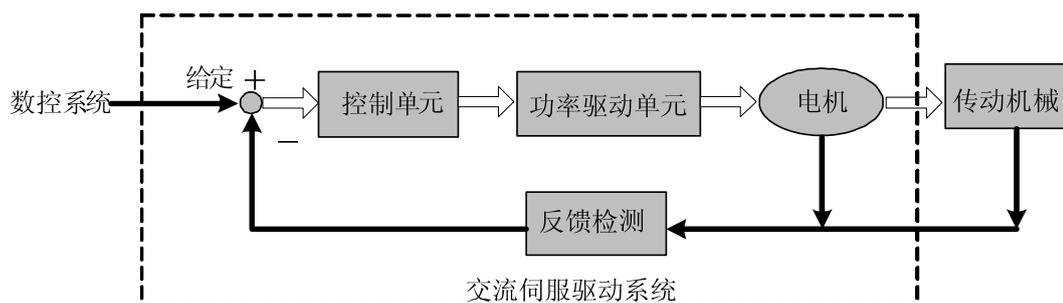 给定
+
数控系统
控制单元
功率驱动单元
电机
传动机械
−
反馈检测
交流伺服驱动系统